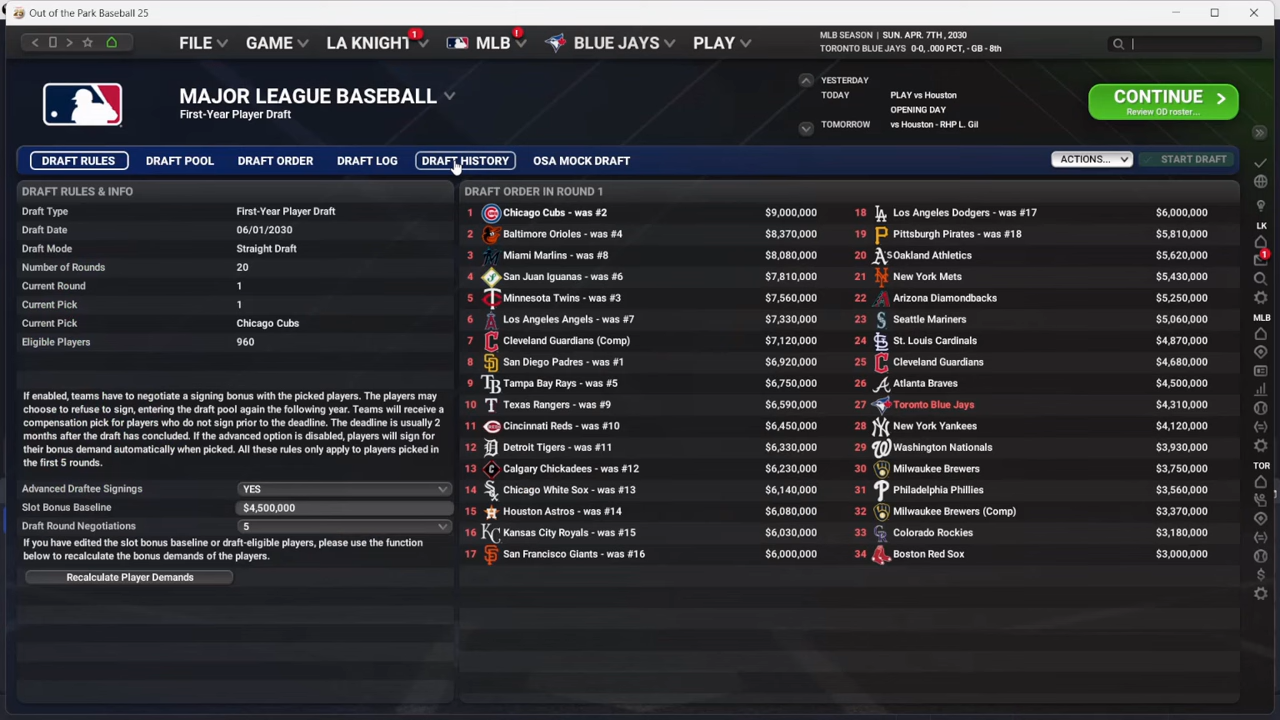 Out of the Park Baseball 25
FILE GAME LA KNIGHT 1 MLB ! BLUE JAYS PLAY
MLB SEASON | SUN. APR. 7TH, 2030
TORONTO BLUE JAYS 0-0, .000 PCT, - GB - 8th
MAJOR LEAGUE BASEBALL
First-Year Player Draft
YESTERDAY
TODAY PLAY vs Houston
OPENING DAY
TOMORROW vs Houston - RHP L. Gil
CONTINUE
Review OD roster...
DRAFT RULES DRAFT POOL DRAFT ORDER DRAFT LOG DRAFT HISTORY OSA MOCK DRAFT ACTIONS... START DRAFT
DRAFT RULES & INFO
Draft Type First-Year Player Draft
Draft Date 06/01/2030
Draft Mode Straight Draft
Number of Rounds 20
Current Round 1
Current Pick 1
Current Pick Chicago Cubs
Eligible Players 960
If enabled, teams have to negotiate a signing bonus with the picked players. The players may
choose to refuse to sign, entering the draft pool again the following year. Teams will receive a
compensation pick for players who do not sign prior to the deadline. The deadline is usually 2
months after the draft has concluded. If the advanced option is disabled, players will sign for
their bonus demand automatically when picked. All these rules only apply to players picked in
the first 5 rounds.
Advanced Draftee Signings YES
Slot Bonus Baseline $4,500,000
Draft Round Negotiations 5
If you have edited the slot bonus baseline or draft-eligible players, please use the function
below to recalculate the bonus demands of the players.
Recalculate Player Demands
DRAFT ORDER IN ROUND 1
1 Chicago Cubs - was #2 $9,000,000
2 Baltimore Orioles - was #4 $8,370,000
3 Miami Marlins - was #8 $8,080,000
4 San Juan Iguanas - was #6 $7,810,000
5 Minnesota Twins - was #3 $7,560,000
6 Los Angeles Angels - was #7 $7,330,000
7 Cleveland Guardians (Comp) $7,120,000
8 San Diego Padres - was #1 $6,920,000
9 Tampa Bay Rays - was #5 $6,750,000
10 Texas Rangers - was #9 $6,590,000
11 Cincinnati Reds - was #10 $6,450,000
12 Detroit Tigers - was #11 $6,330,000
13 Calgary Chickadees - was #12 $6,230,000
14 Chicago White Sox - was #13 $6,140,000
15 Houston Astros - was #14 $6,080,000
16 Kansas City Royals - was #15 $6,030,000
17 San Francisco Giants - was #16 $6,000,000
18 Los Angeles Dodgers - was #17 $6,000,000
19 Pittsburgh Pirates - was #18 $5,810,000
20 Oakland Athletics $5,620,000
21 New York Mets $5,430,000
22 Arizona Diamondbacks $5,250,000
23 Seattle Mariners $5,060,000
24 St. Louis Cardinals $4,870,000
25 Cleveland Guardians $4,680,000
26 Atlanta Braves $4,500,000
27 Toronto Blue Jays $4,310,000
28 New York Yankees $4,120,000
29 Washington Nationals $3,930,000
30 Milwaukee Brewers $3,750,000
31 Philadelphia Phillies $3,560,000
32 Milwaukee Brewers (Comp) $3,370,000
33 Colorado Rockies $3,180,000
34 Boston Red Sox $3,000,000
LK
1
MLB
TOR